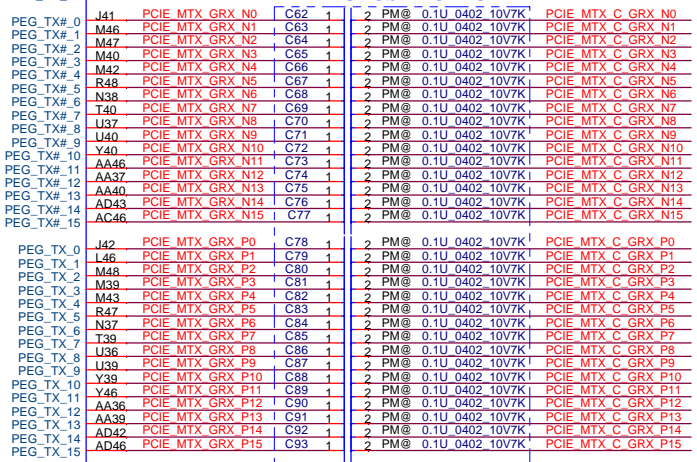 PEG_TX#_0 J41 PCIE_MTX_GRX_N0 C62 1 2 PM@ 0.1U_0402_10V7K PCIE_MTX_C_GRX_N0
PEG_TX#_1 M46 PCIE_MTX_GRX_N1 C63 1 2 PM@ 0.1U_0402_10V7K PCIE_MTX_C_GRX_N1
PEG_TX#_2 M47 PCIE_MTX_GRX_N2 C64 1 2 PM@ 0.1U_0402_10V7K PCIE_MTX_C_GRX_N2
PEG_TX#_3 M40 PCIE_MTX_GRX_N3 C65 1 2 PM@ 0.1U_0402_10V7K PCIE_MTX_C_GRX_N3
PEG_TX#_4 M42 PCIE_MTX_GRX_N4 C66 1 2 PM@ 0.1U_0402_10V7K PCIE_MTX_C_GRX_N4
PEG_TX#_5 R48 PCIE_MTX_GRX_N5 C67 1 2 PM@ 0.1U_0402_10V7K PCIE_MTX_C_GRX_N5
PEG_TX#_6 N38 PCIE_MTX_GRX_N6 C68 1 2 PM@ 0.1U_0402_10V7K PCIE_MTX_C_GRX_N6
PEG_TX#_7 T40 PCIE_MTX_GRX_N7 C69 1 2 PM@ 0.1U_0402_10V7K PCIE_MTX_C_GRX_N7
PEG_TX#_8 U37 PCIE_MTX_GRX_N8 C70 1 2 PM@ 0.1U_0402_10V7K PCIE_MTX_C_GRX_N8
PEG_TX#_9 U40 PCIE_MTX_GRX_N9 C71 1 2 PM@ 0.1U_0402_10V7K PCIE_MTX_C_GRX_N9
PEG_TX#_10 Y40 PCIE_MTX_GRX_N10 C72 1 2 PM@ 0.1U_0402_10V7K PCIE_MTX_C_GRX_N10
PEG_TX#_11 AA46 PCIE_MTX_GRX_N11 C73 1 2 PM@ 0.1U_0402_10V7K PCIE_MTX_C_GRX_N11
PEG_TX#_12 AA37 PCIE_MTX_GRX_N12 C74 1 2 PM@ 0.1U_0402_10V7K PCIE_MTX_C_GRX_N12
PEG_TX#_13 AA40 PCIE_MTX_GRX_N13 C75 1 2 PM@ 0.1U_0402_10V7K PCIE_MTX_C_GRX_N13
PEG_TX#_14 AD43 PCIE_MTX_GRX_N14 C76 1 2 PM@ 0.1U_0402_10V7K PCIE_MTX_C_GRX_N14
PEG_TX#_15 AC46 PCIE_MTX_GRX_N15 C77 1 2 PM@ 0.1U_0402_10V7K PCIE_MTX_C_GRX_N15
PEG_TX_0 J42 PCIE_MTX_GRX_P0 C78 1 2 PM@ 0.1U_0402_10V7K PCIE_MTX_C_GRX_P0
PEG_TX_1 L46 PCIE_MTX_GRX_P1 C79 1 2 PM@ 0.1U_0402_10V7K PCIE_MTX_C_GRX_P1
PEG_TX_2 M48 PCIE_MTX_GRX_P2 C80 1 2 PM@ 0.1U_0402_10V7K PCIE_MTX_C_GRX_P2
PEG_TX_3 M39 PCIE_MTX_GRX_P3 C81 1 2 PM@ 0.1U_0402_10V7K PCIE_MTX_C_GRX_P3
PEG_TX_4 M43 PCIE_MTX_GRX_P4 C82 1 2 PM@ 0.1U_0402_10V7K PCIE_MTX_C_GRX_P4
PEG_TX_5 R47 PCIE_MTX_GRX_P5 C83 1 2 PM@ 0.1U_0402_10V7K PCIE_MTX_C_GRX_P5
PEG_TX_6 N37 PCIE_MTX_GRX_P6 C84 1 2 PM@ 0.1U_0402_10V7K PCIE_MTX_C_GRX_P6
PEG_TX_7 T39 PCIE_MTX_GRX_P7 C85 1 2 PM@ 0.1U_0402_10V7K PCIE_MTX_C_GRX_P7
PEG_TX_8 U36 PCIE_MTX_GRX_P8 C86 1 2 PM@ 0.1U_0402_10V7K PCIE_MTX_C_GRX_P8
PEG_TX_9 U39 PCIE_MTX_GRX_P9 C87 1 2 PM@ 0.1U_0402_10V7K PCIE_MTX_C_GRX_P9
PEG_TX_10 Y39 PCIE_MTX_GRX_P10 C88 1 2 PM@ 0.1U_0402_10V7K PCIE_MTX_C_GRX_P10
PEG_TX_11 Y46 PCIE_MTX_GRX_P11 C89 1 2 PM@ 0.1U_0402_10V7K PCIE_MTX_C_GRX_P11
PEG_TX_12 AA36 PCIE_MTX_GRX_P12 C90 1 2 PM@ 0.1U_0402_10V7K PCIE_MTX_C_GRX_P12
PEG_TX_13 AA39 PCIE_MTX_GRX_P13 C91 1 2 PM@ 0.1U_0402_10V7K PCIE_MTX_C_GRX_P13
PEG_TX_14 AD42 PCIE_MTX_GRX_P14 C92 1 2 PM@ 0.1U_0402_10V7K PCIE_MTX_C_GRX_P14
PEG_TX_15 AD46 PCIE_MTX_GRX_P15 C93 1 2 PM@ 0.1U_0402_10V7K PCIE_MTX_C_GRX_P15